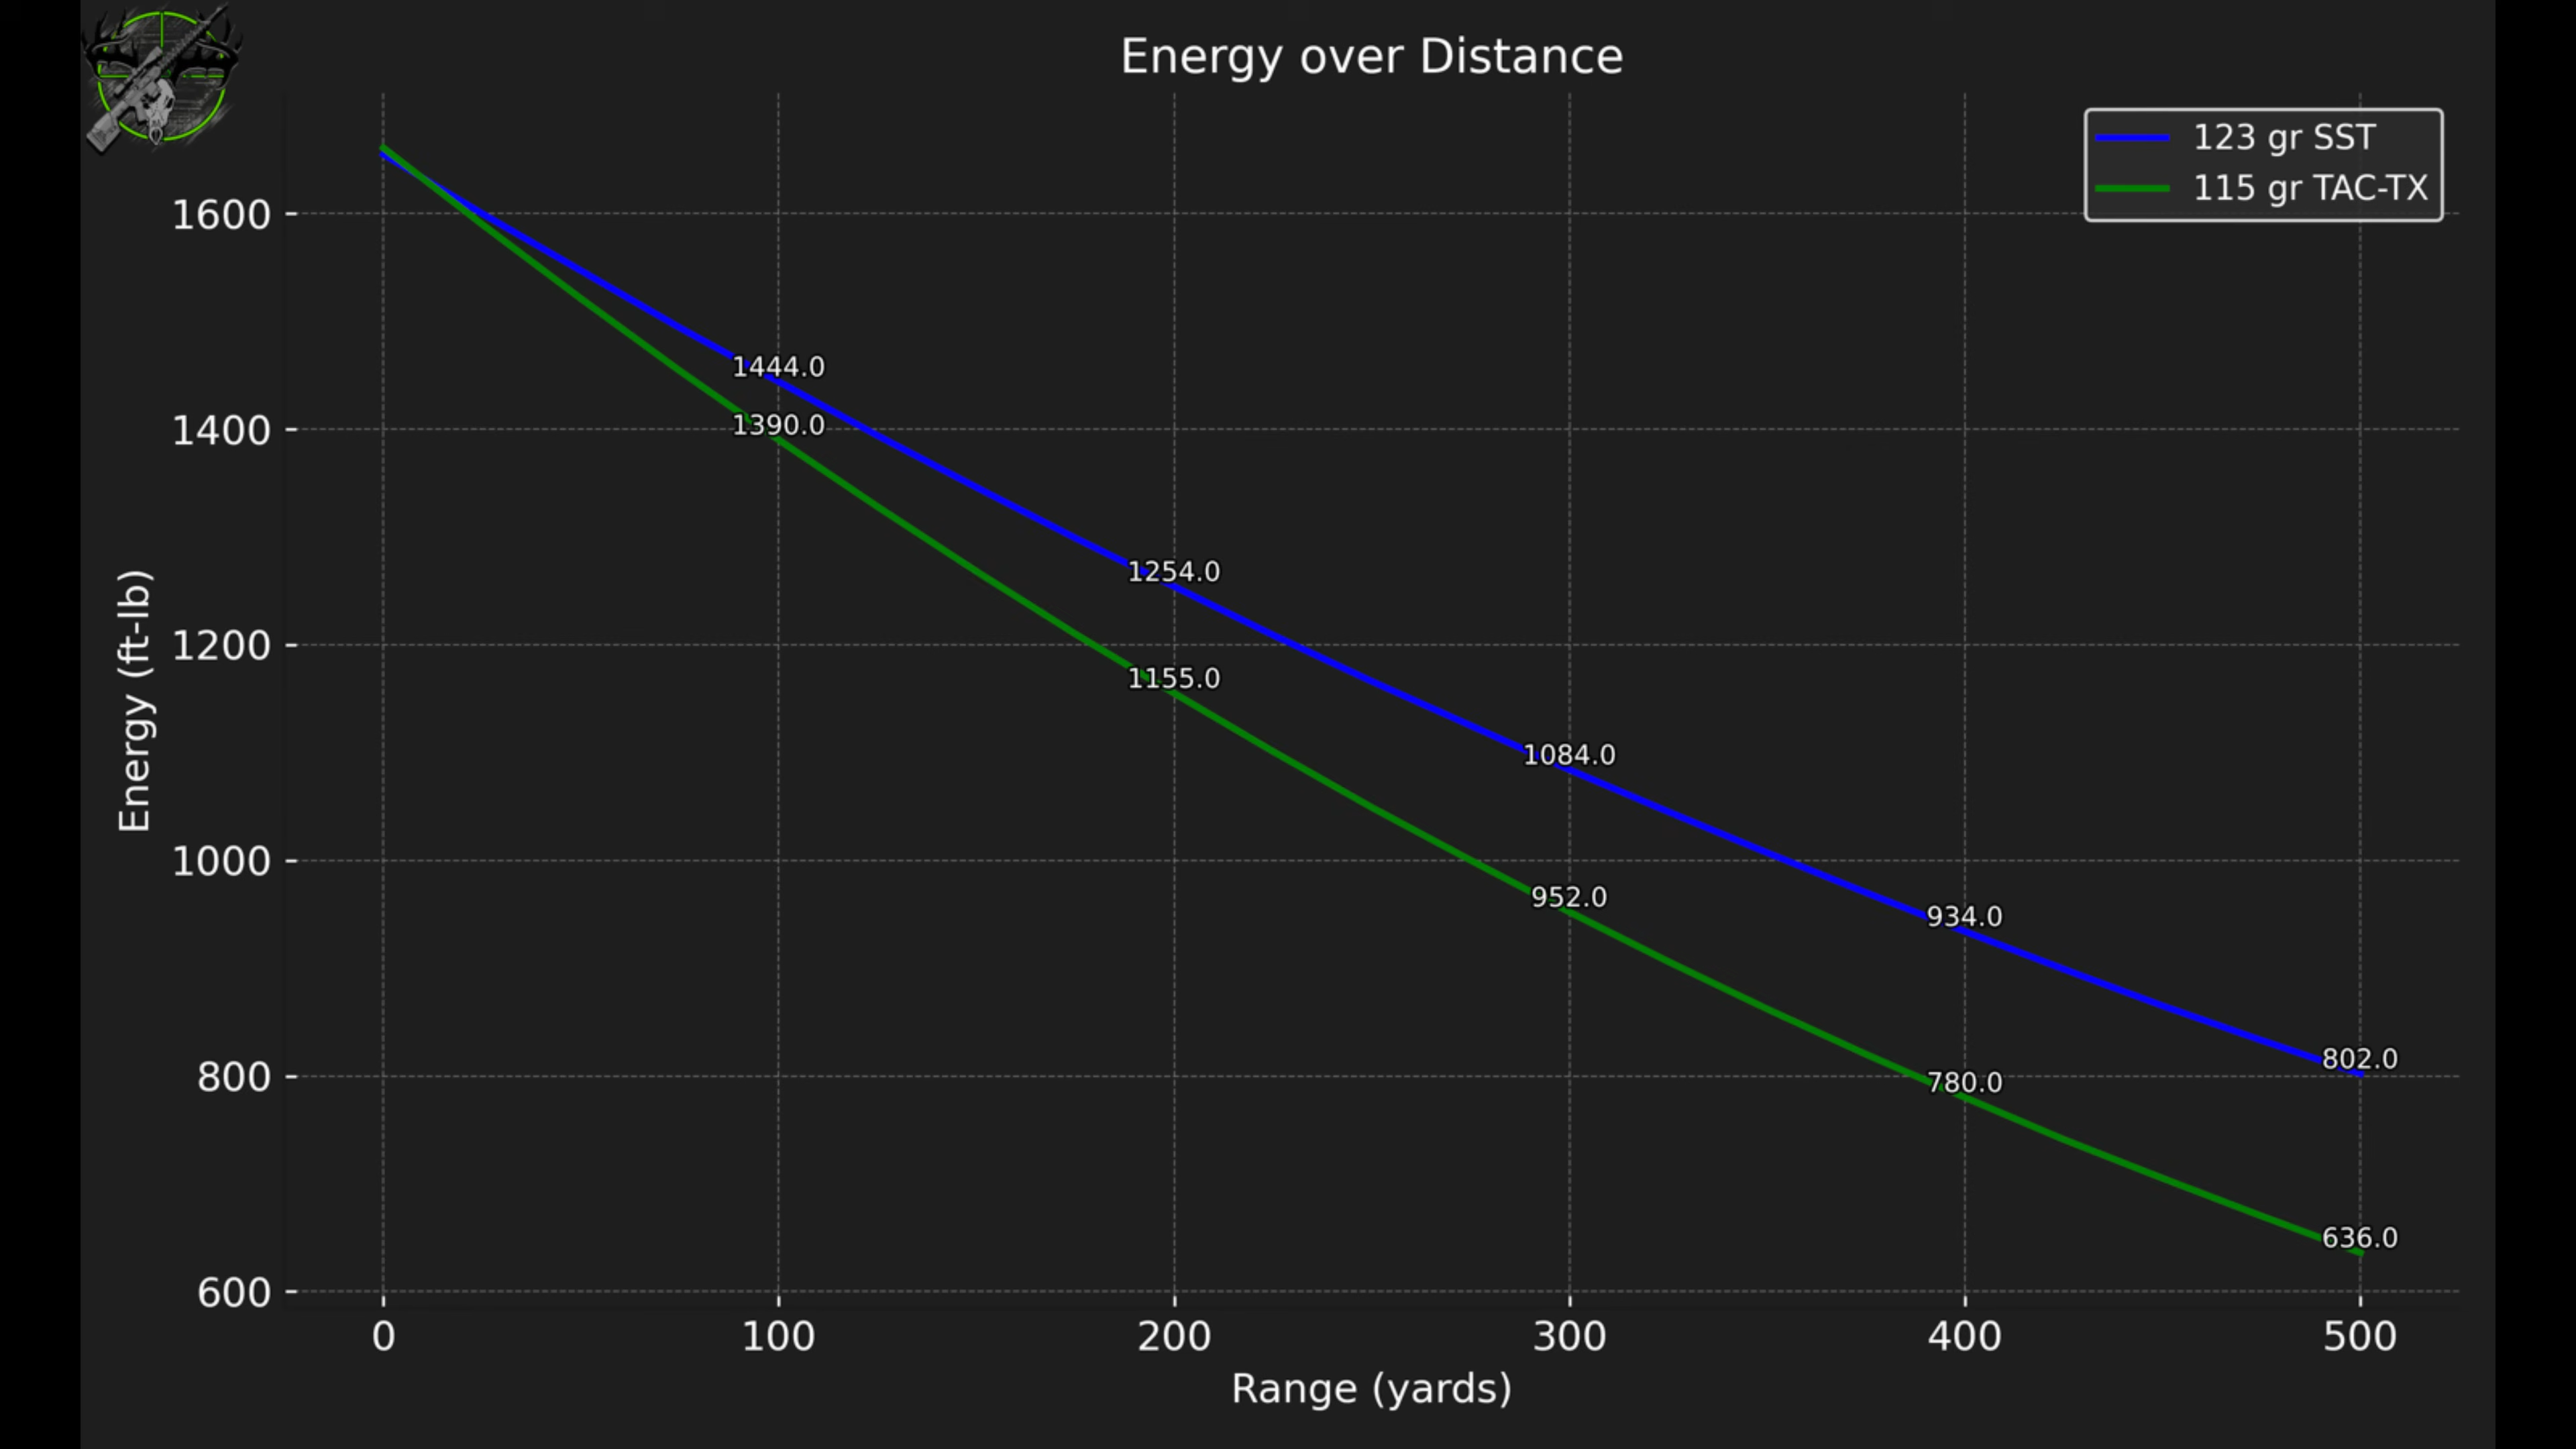 Energy over Distance
123 gr SST
115 gr TAC-TX
Energy (ft-lb)
1600
1400
1200
1000
800
600
1444.0
1390.0
1254.0
1155.0
1084.0
952.0
934.0
780.0
802.0
636.0
0 100 200 300 400 500
Range (yards)